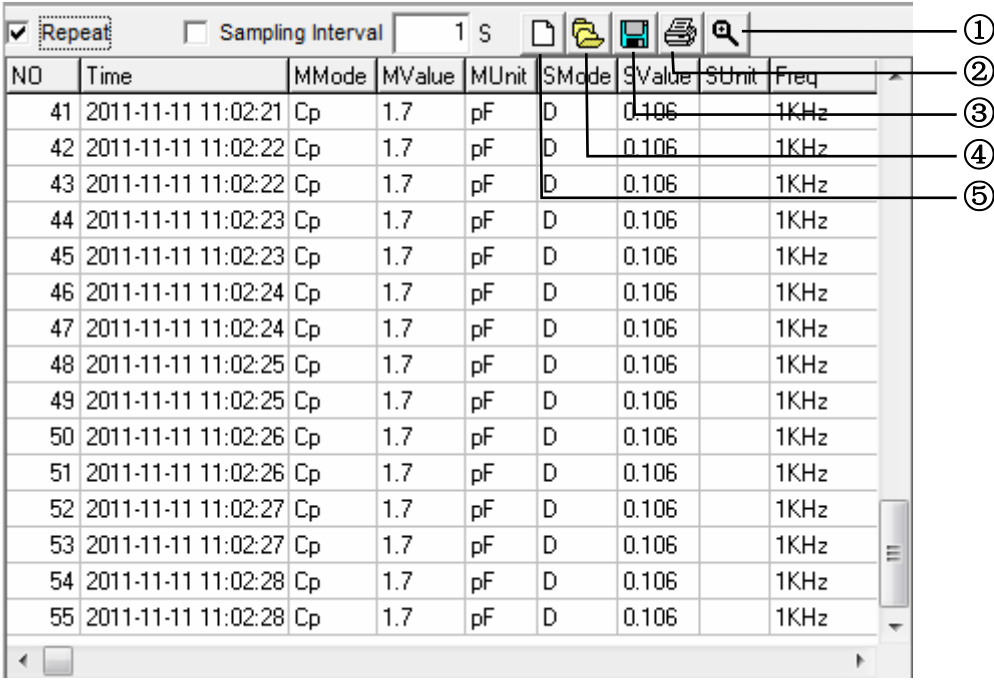 Repeat Sampling Interval 1 S ①
NO Time MMode MValue MUnit SMode SValue SUnit Freq ②
41 2011-11-11 11:02:21 Cp 1.7 pF D 0.106 1KHz ③
42 2011-11-11 11:02:22 Cp 1.7 pF D 0.106 1KHz ④
43 2011-11-11 11:02:22 Cp 1.7 pF D 0.106 1KHz ⑤
44 2011-11-11 11:02:23 Cp 1.7 pF D 0.106 1KHz
45 2011-11-11 11:02:23 Cp 1.7 pF D 0.106 1KHz
46 2011-11-11 11:02:24 Cp 1.7 pF D 0.106 1KHz
47 2011-11-11 11:02:24 Cp 1.7 pF D 0.106 1KHz
48 2011-11-11 11:02:25 Cp 1.7 pF D 0.106 1KHz
49 2011-11-11 11:02:25 Cp 1.7 pF D 0.106 1KHz
50 2011-11-11 11:02:26 Cp 1.7 pF D 0.106 1KHz
51 2011-11-11 11:02:26 Cp 1.7 pF D 0.106 1KHz
52 2011-11-11 11:02:27 Cp 1.7 pF D 0.106 1KHz
53 2011-11-11 11:02:27 Cp 1.7 pF D 0.106 1KHz
54 2011-11-11 11:02:28 Cp 1.7 pF D 0.106 1KHz
55 2011-11-11 11:02:28 Cp 1.7 pF D 0.106 1KHz